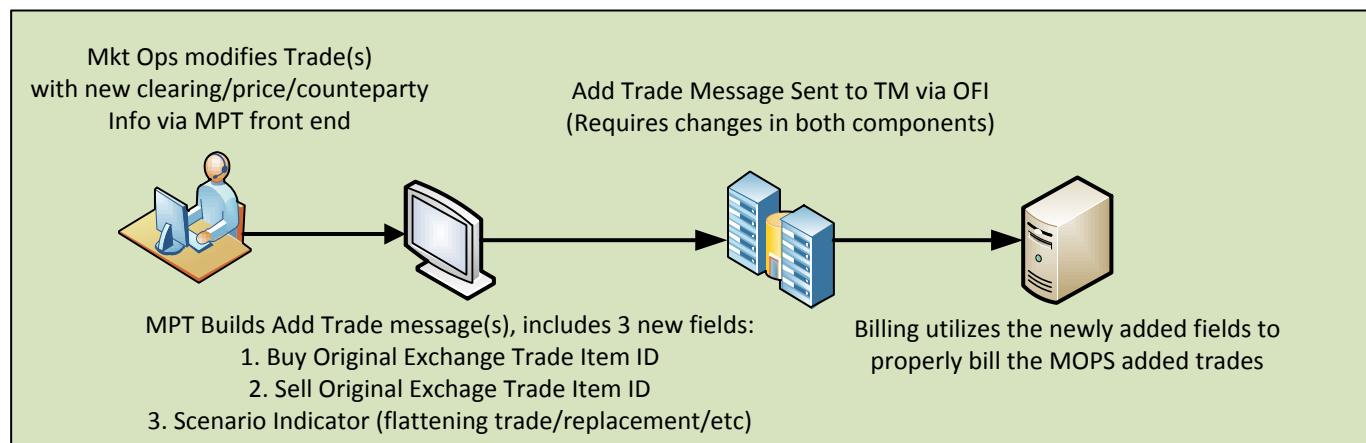 Mkt Ops modifies Trade(s)
with new clearing/price/counteparty
Info via MPT front end
Add Trade Message Sent to TM via OFI
(Requires changes in both components)
MPT Builds Add Trade message(s), includes 3 new fields:
1. Buy Original Exchange Trade Item ID
2. Sell Original Exchage Trade Item ID
3. Scenario Indicator (flattening trade/replacement/etc)
Billing utilizes the newly added fields to
properly bill the MOPS added trades